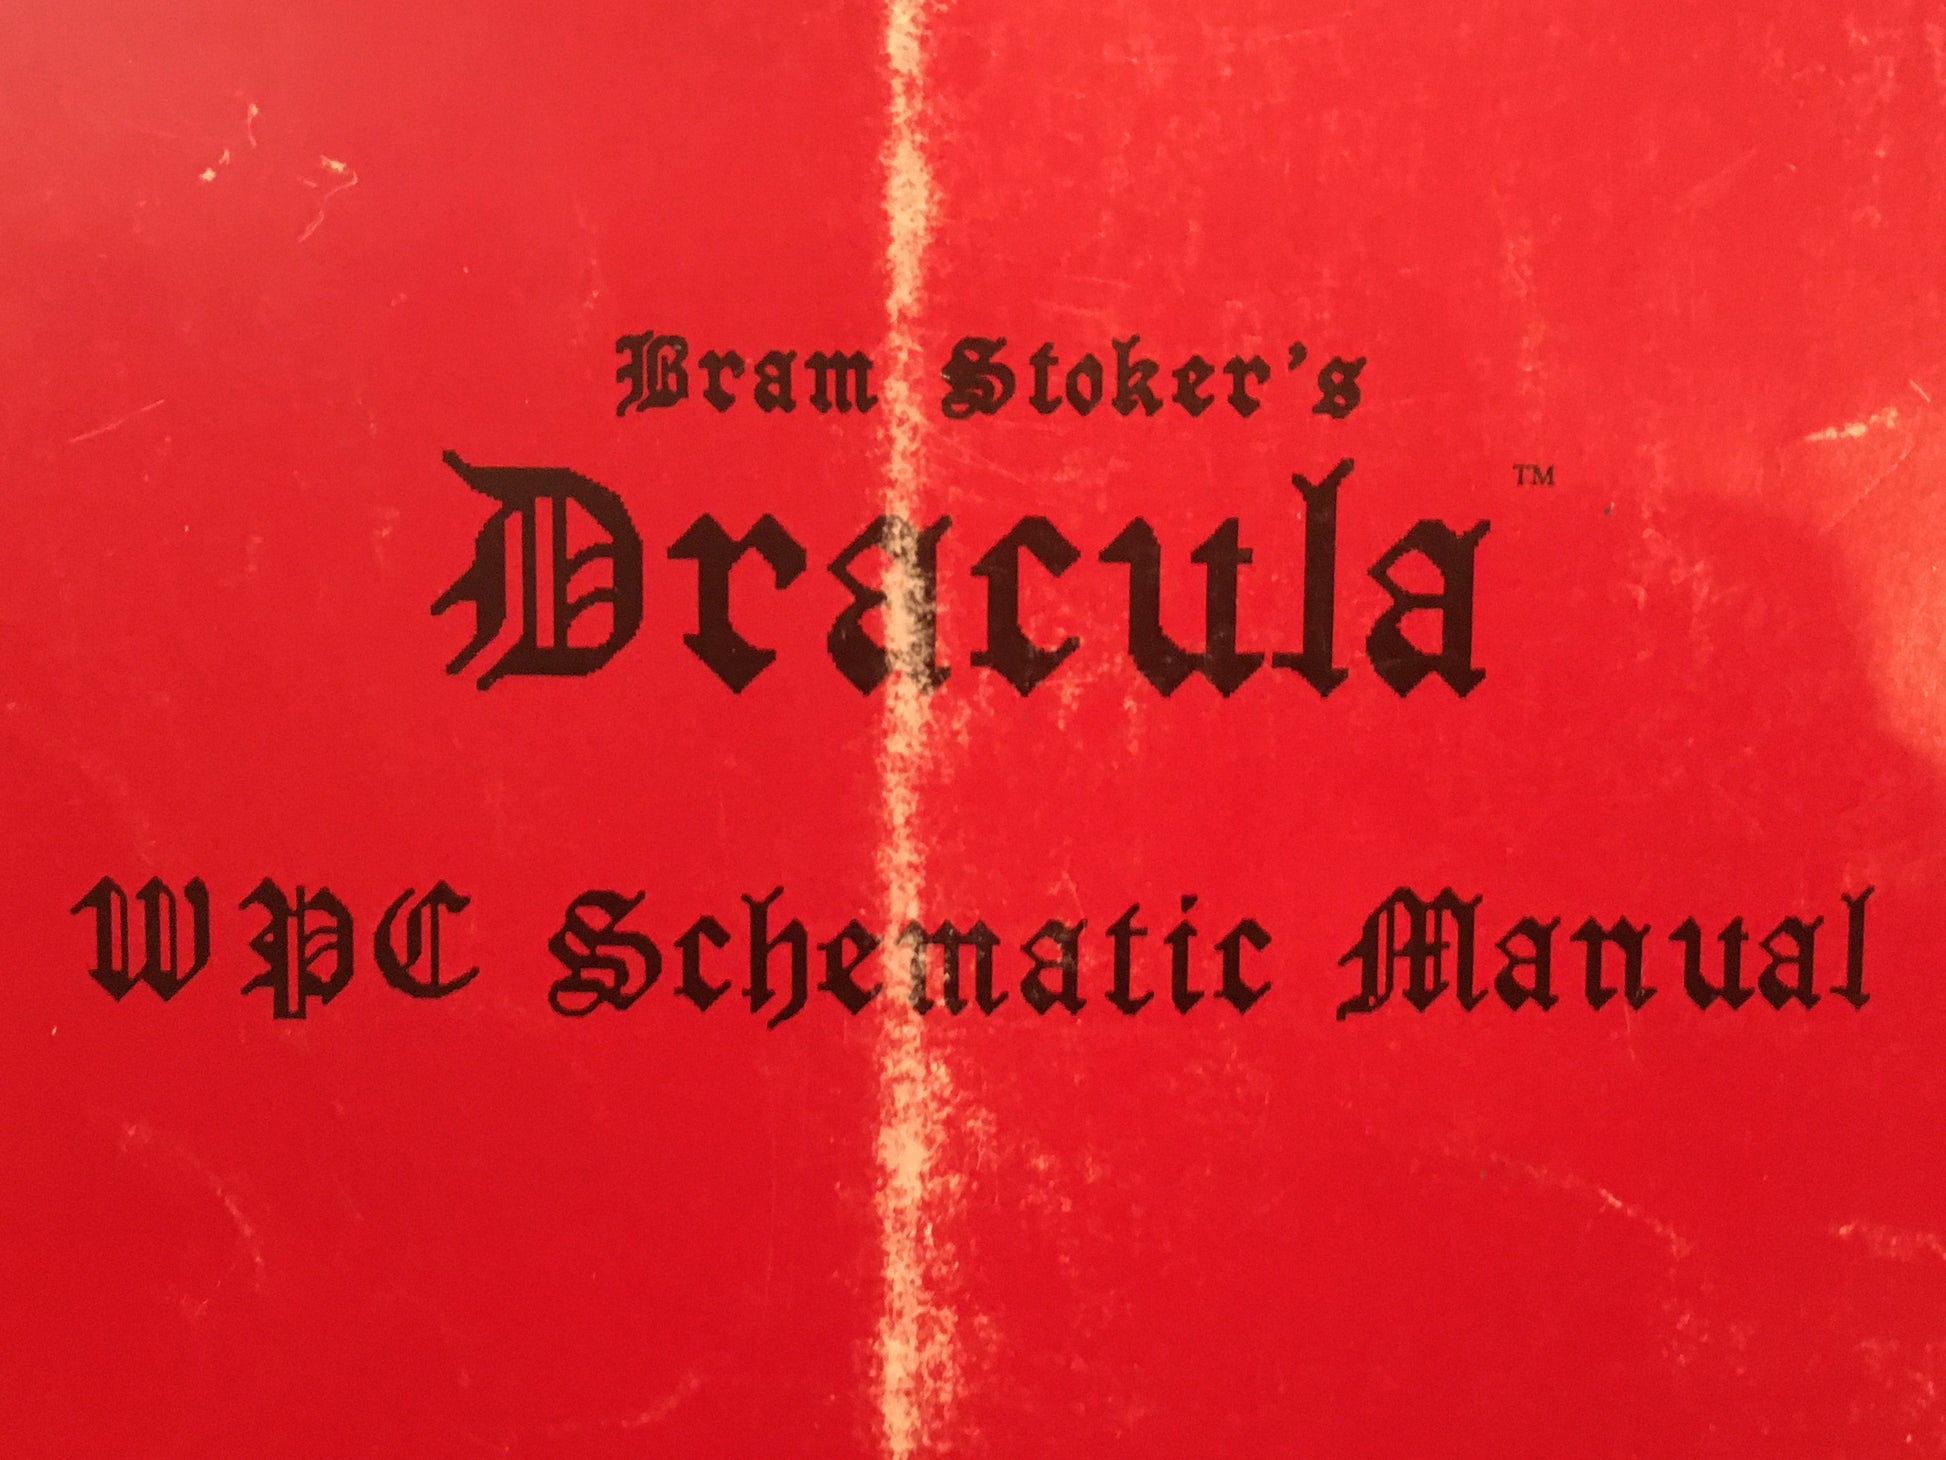 Bram Stoker's
Dracula™
WPC Schematic Manual